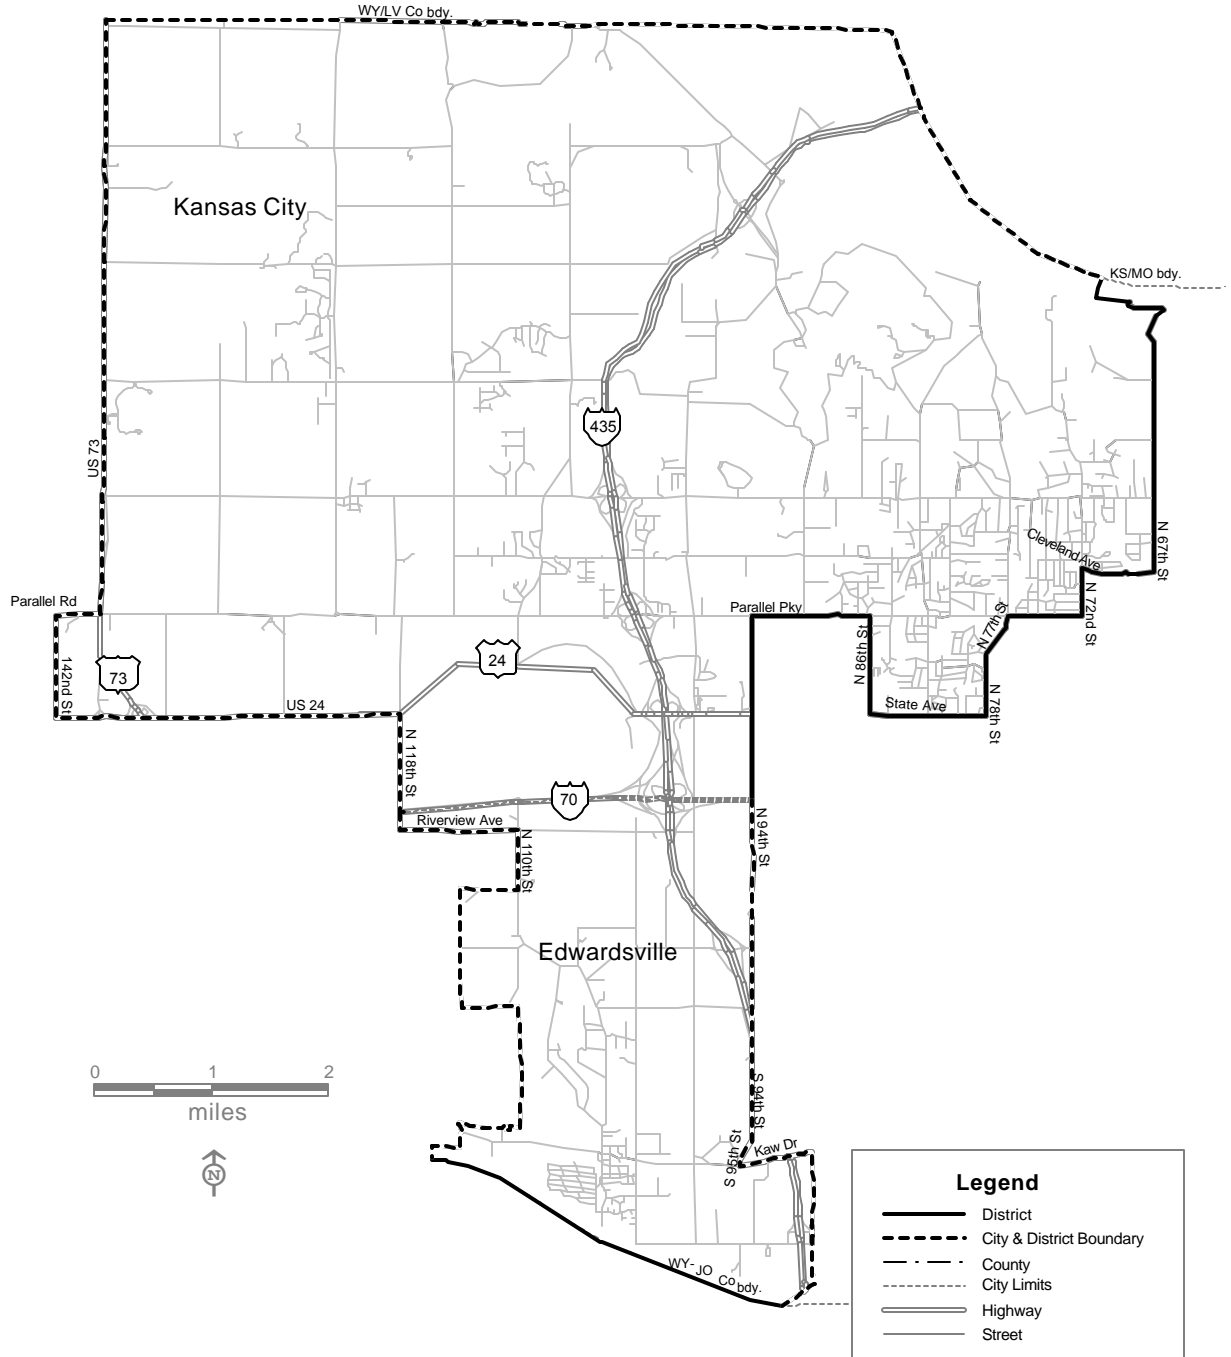 WY/LV Co bdy.
Kansas City
KS/MO bdy.
435
US 73
N 67th St
Cleveland Ave
Parallel Rd
Parallel Pky
N 72nd St
N 77th St
N 86th St
24
73
142nd St
US 24
State Ave
N 78th St
N 118th St
70
Riverview Ave
N 110th St
N 94th St
Edwardsville
0 1 2
miles
N
S 94th St
S 95th St
Kaw Dr
WY-JO Co bdy.
Legend
District
City & District Boundary
County
City Limits
Highway
Street